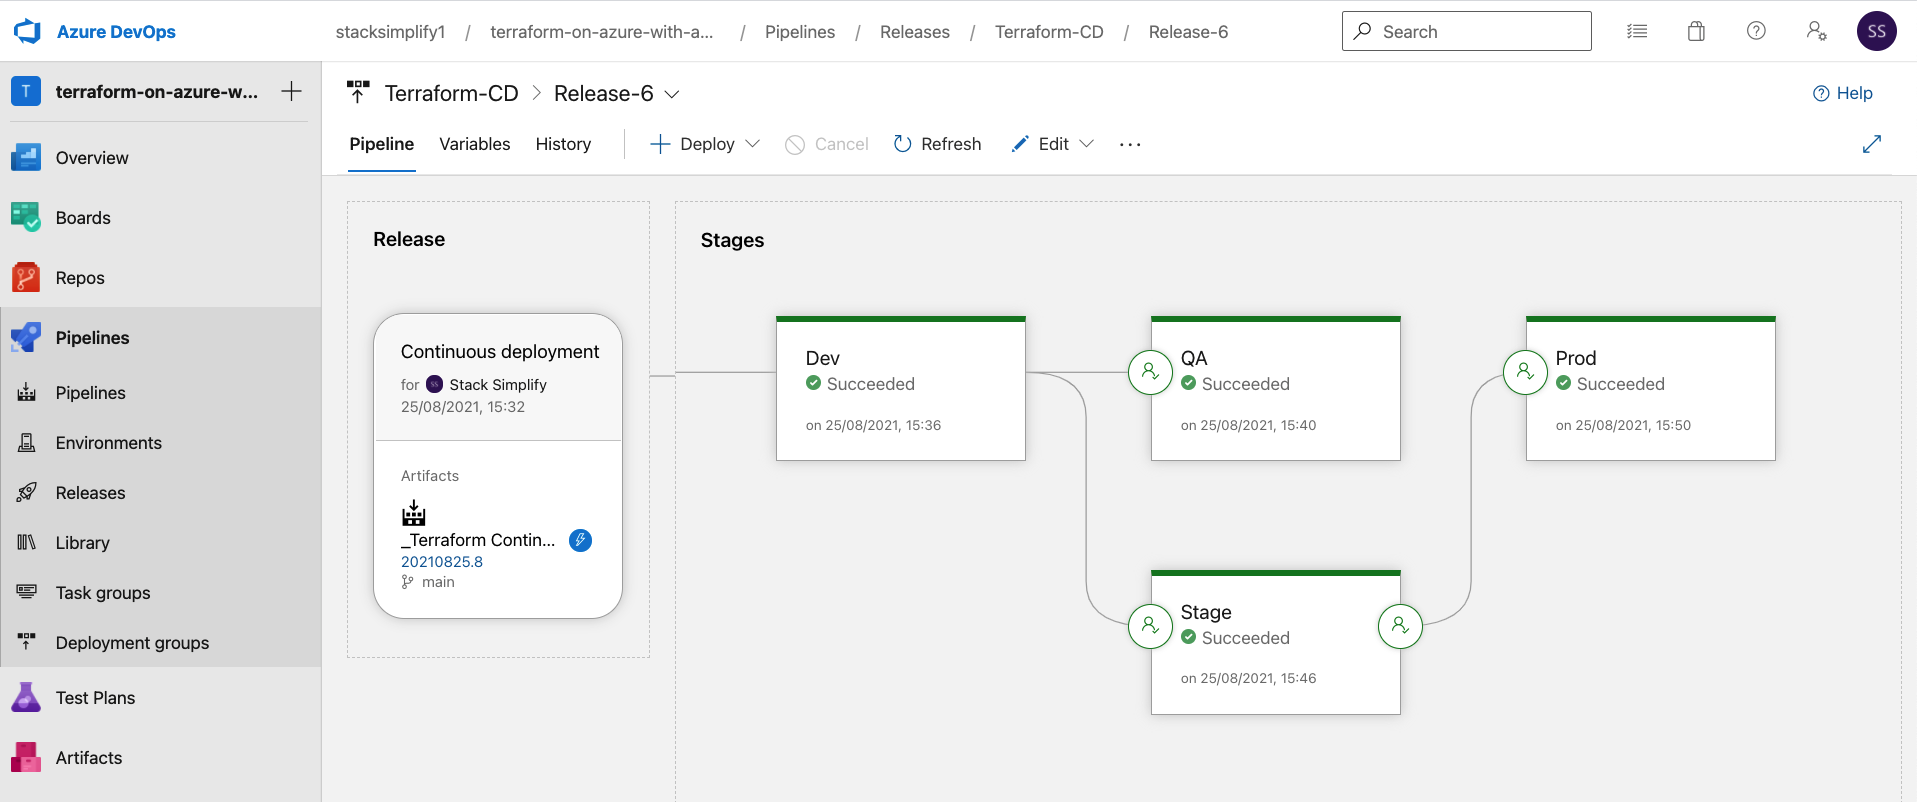 Azure DevOps
stacksimplify1 / terraform-on-azure-with-a... / Pipelines / Releases / Terraform-CD / Release-6
Search
SS
T terraform-on-azure-w...
Overview
Boards
Repos
Pipelines
Pipelines
Environments
Releases
Library
Task groups
Deployment groups
Test Plans
Artifacts
Terraform-CD > Release-6
Help
Pipeline Variables History Deploy Cancel Refresh Edit ...
Release
Continuous deployment
for SS Stack Simplify
25/08/2021, 15:32
Artifacts
_Terraform Contin...
20210825.8
main
Stages
Dev
Succeeded
on 25/08/2021, 15:36
QA
Succeeded
on 25/08/2021, 15:40
Prod
Succeeded
on 25/08/2021, 15:50
Stage
Succeeded
on 25/08/2021, 15:46